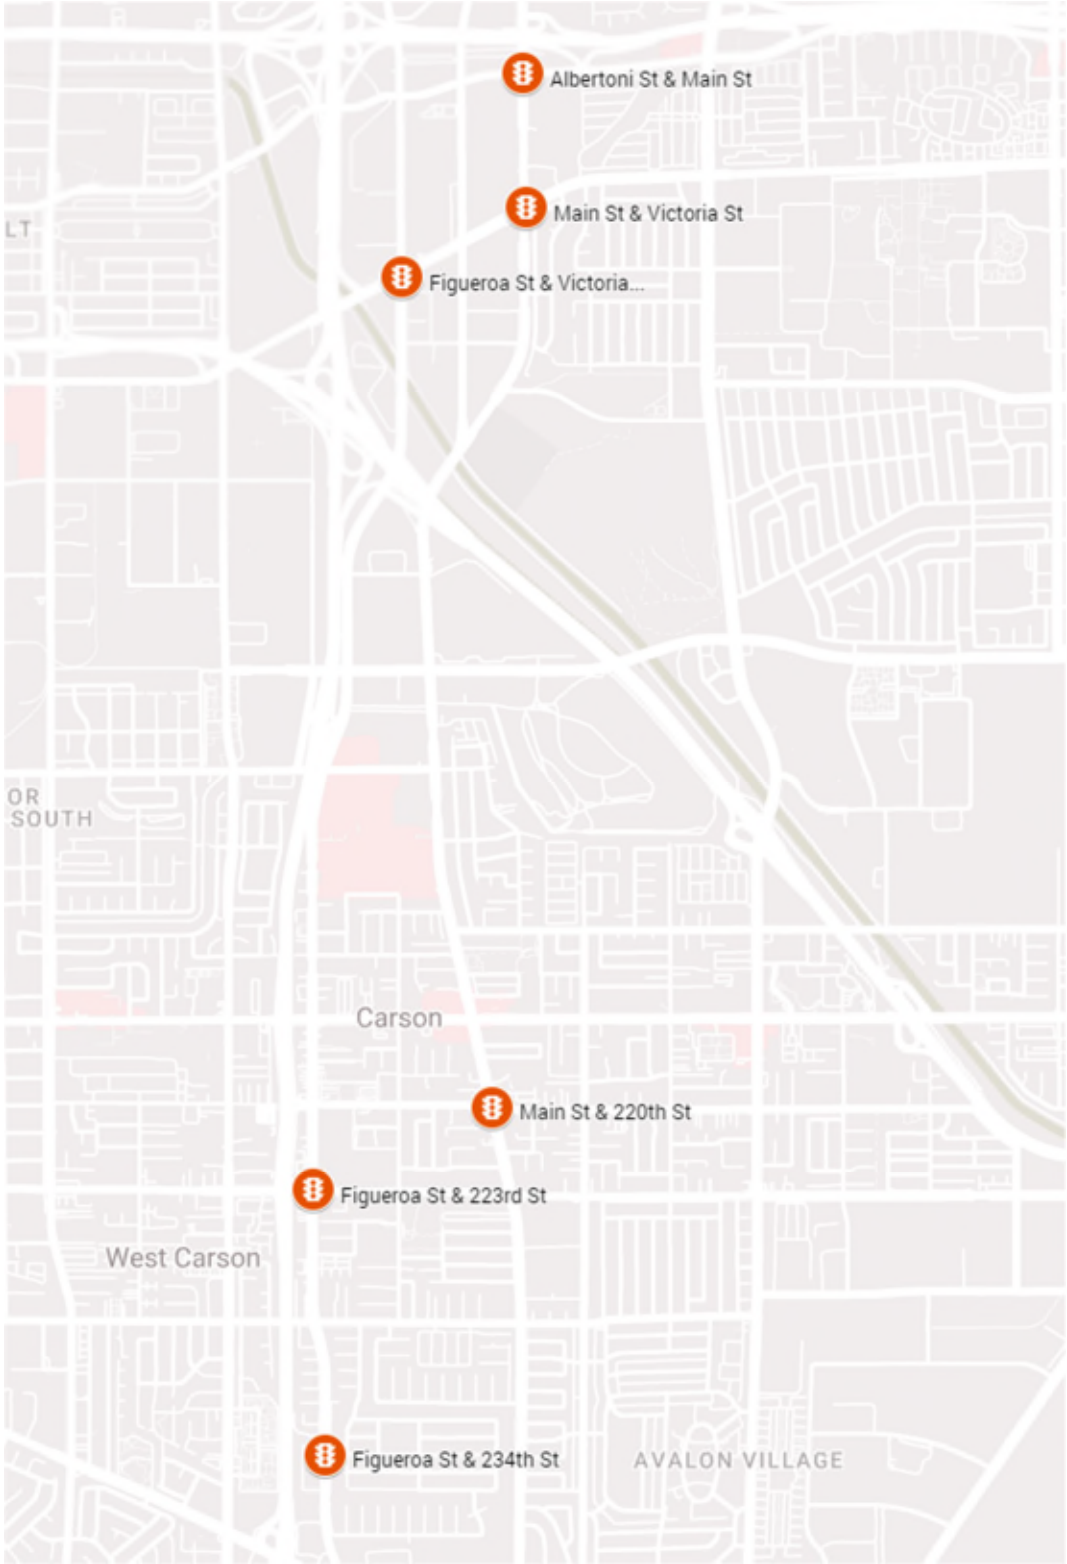 Albertoni St & Main St
Main St & Victoria St
LT
Figueroa St & Victoria...
OR
SOUTH
Carson
Main St & 220th St
Figueroa St & 223rd St
West Carson
Figueroa St & 234th St
AVALON VILLAGE